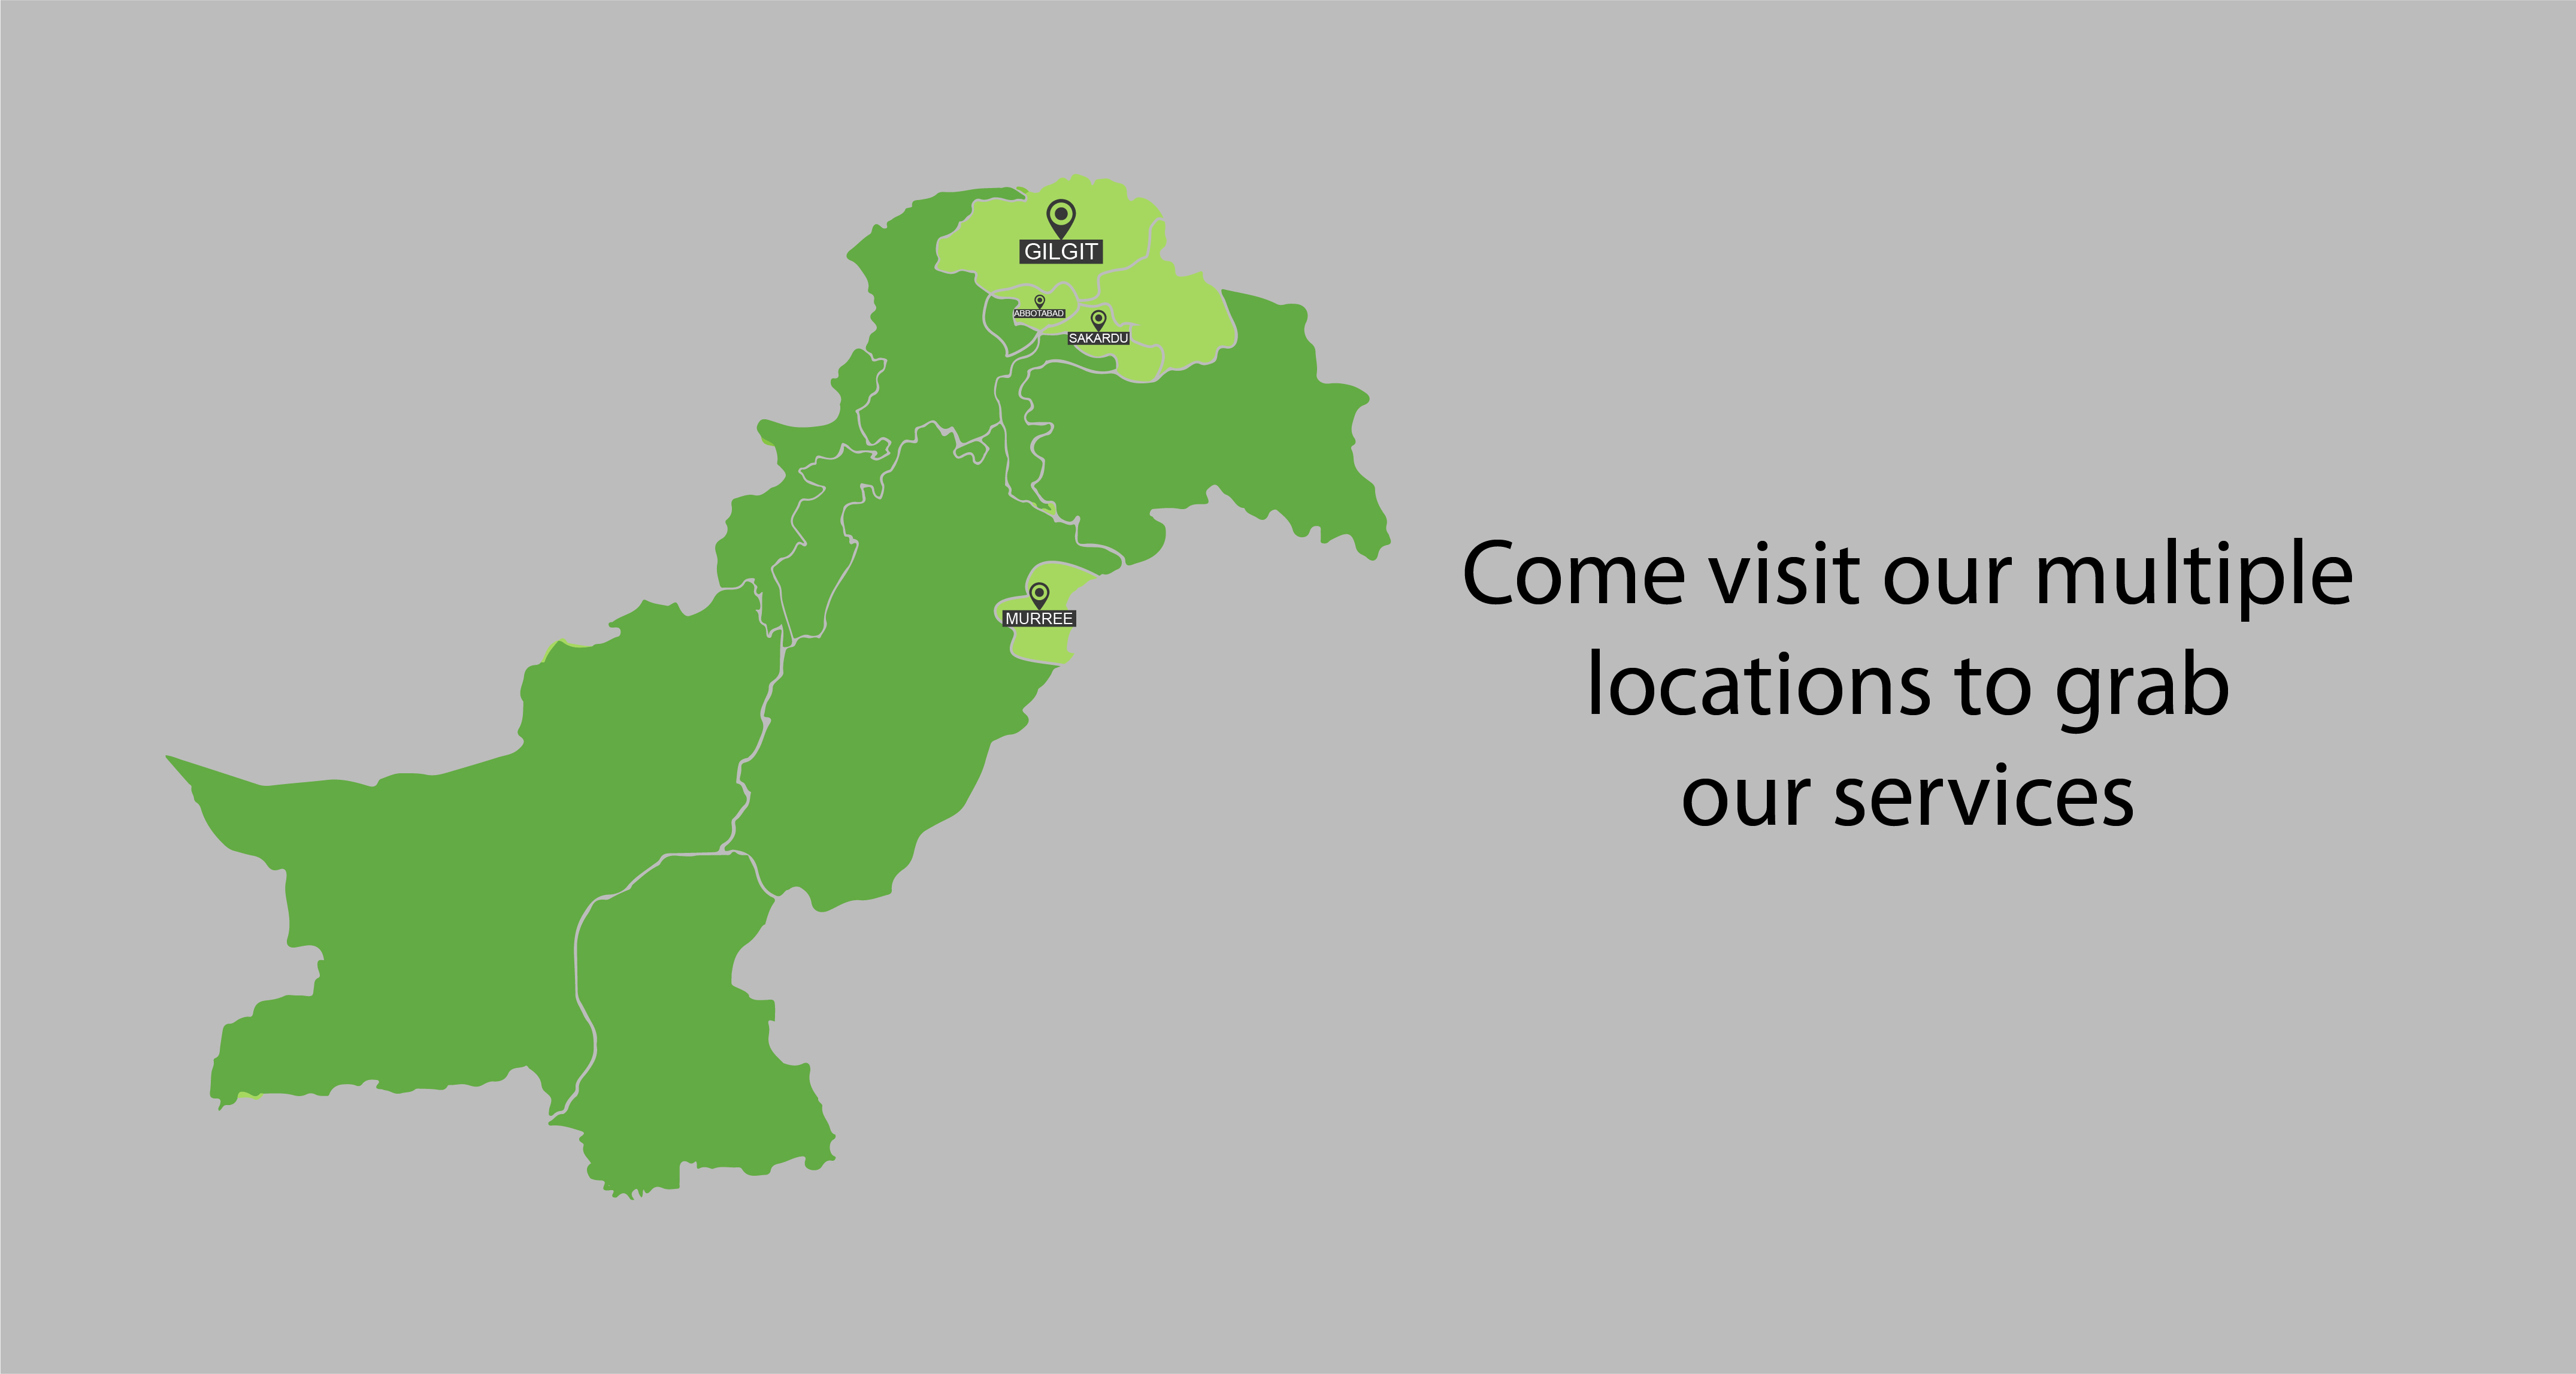 GILGIT
ABBOTABAD
SAKARDU
MURREE
Come visit our multiple
locations to grab
our services